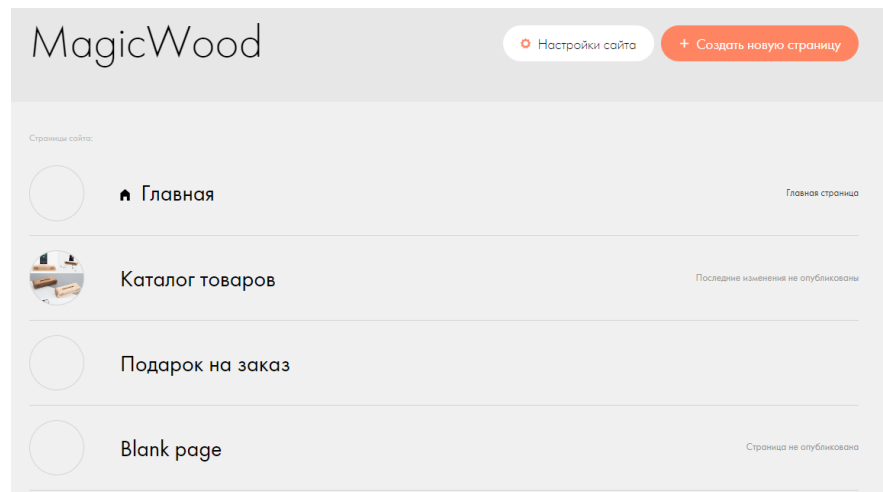 MagicWood
Настройки сайта
+ Создать новую страницу
Страницы сайта:
Главная
Главная страница
Каталог товаров
Последние изменения не опубликованы
Подарок на заказ
Blank page
Страница не опубликована